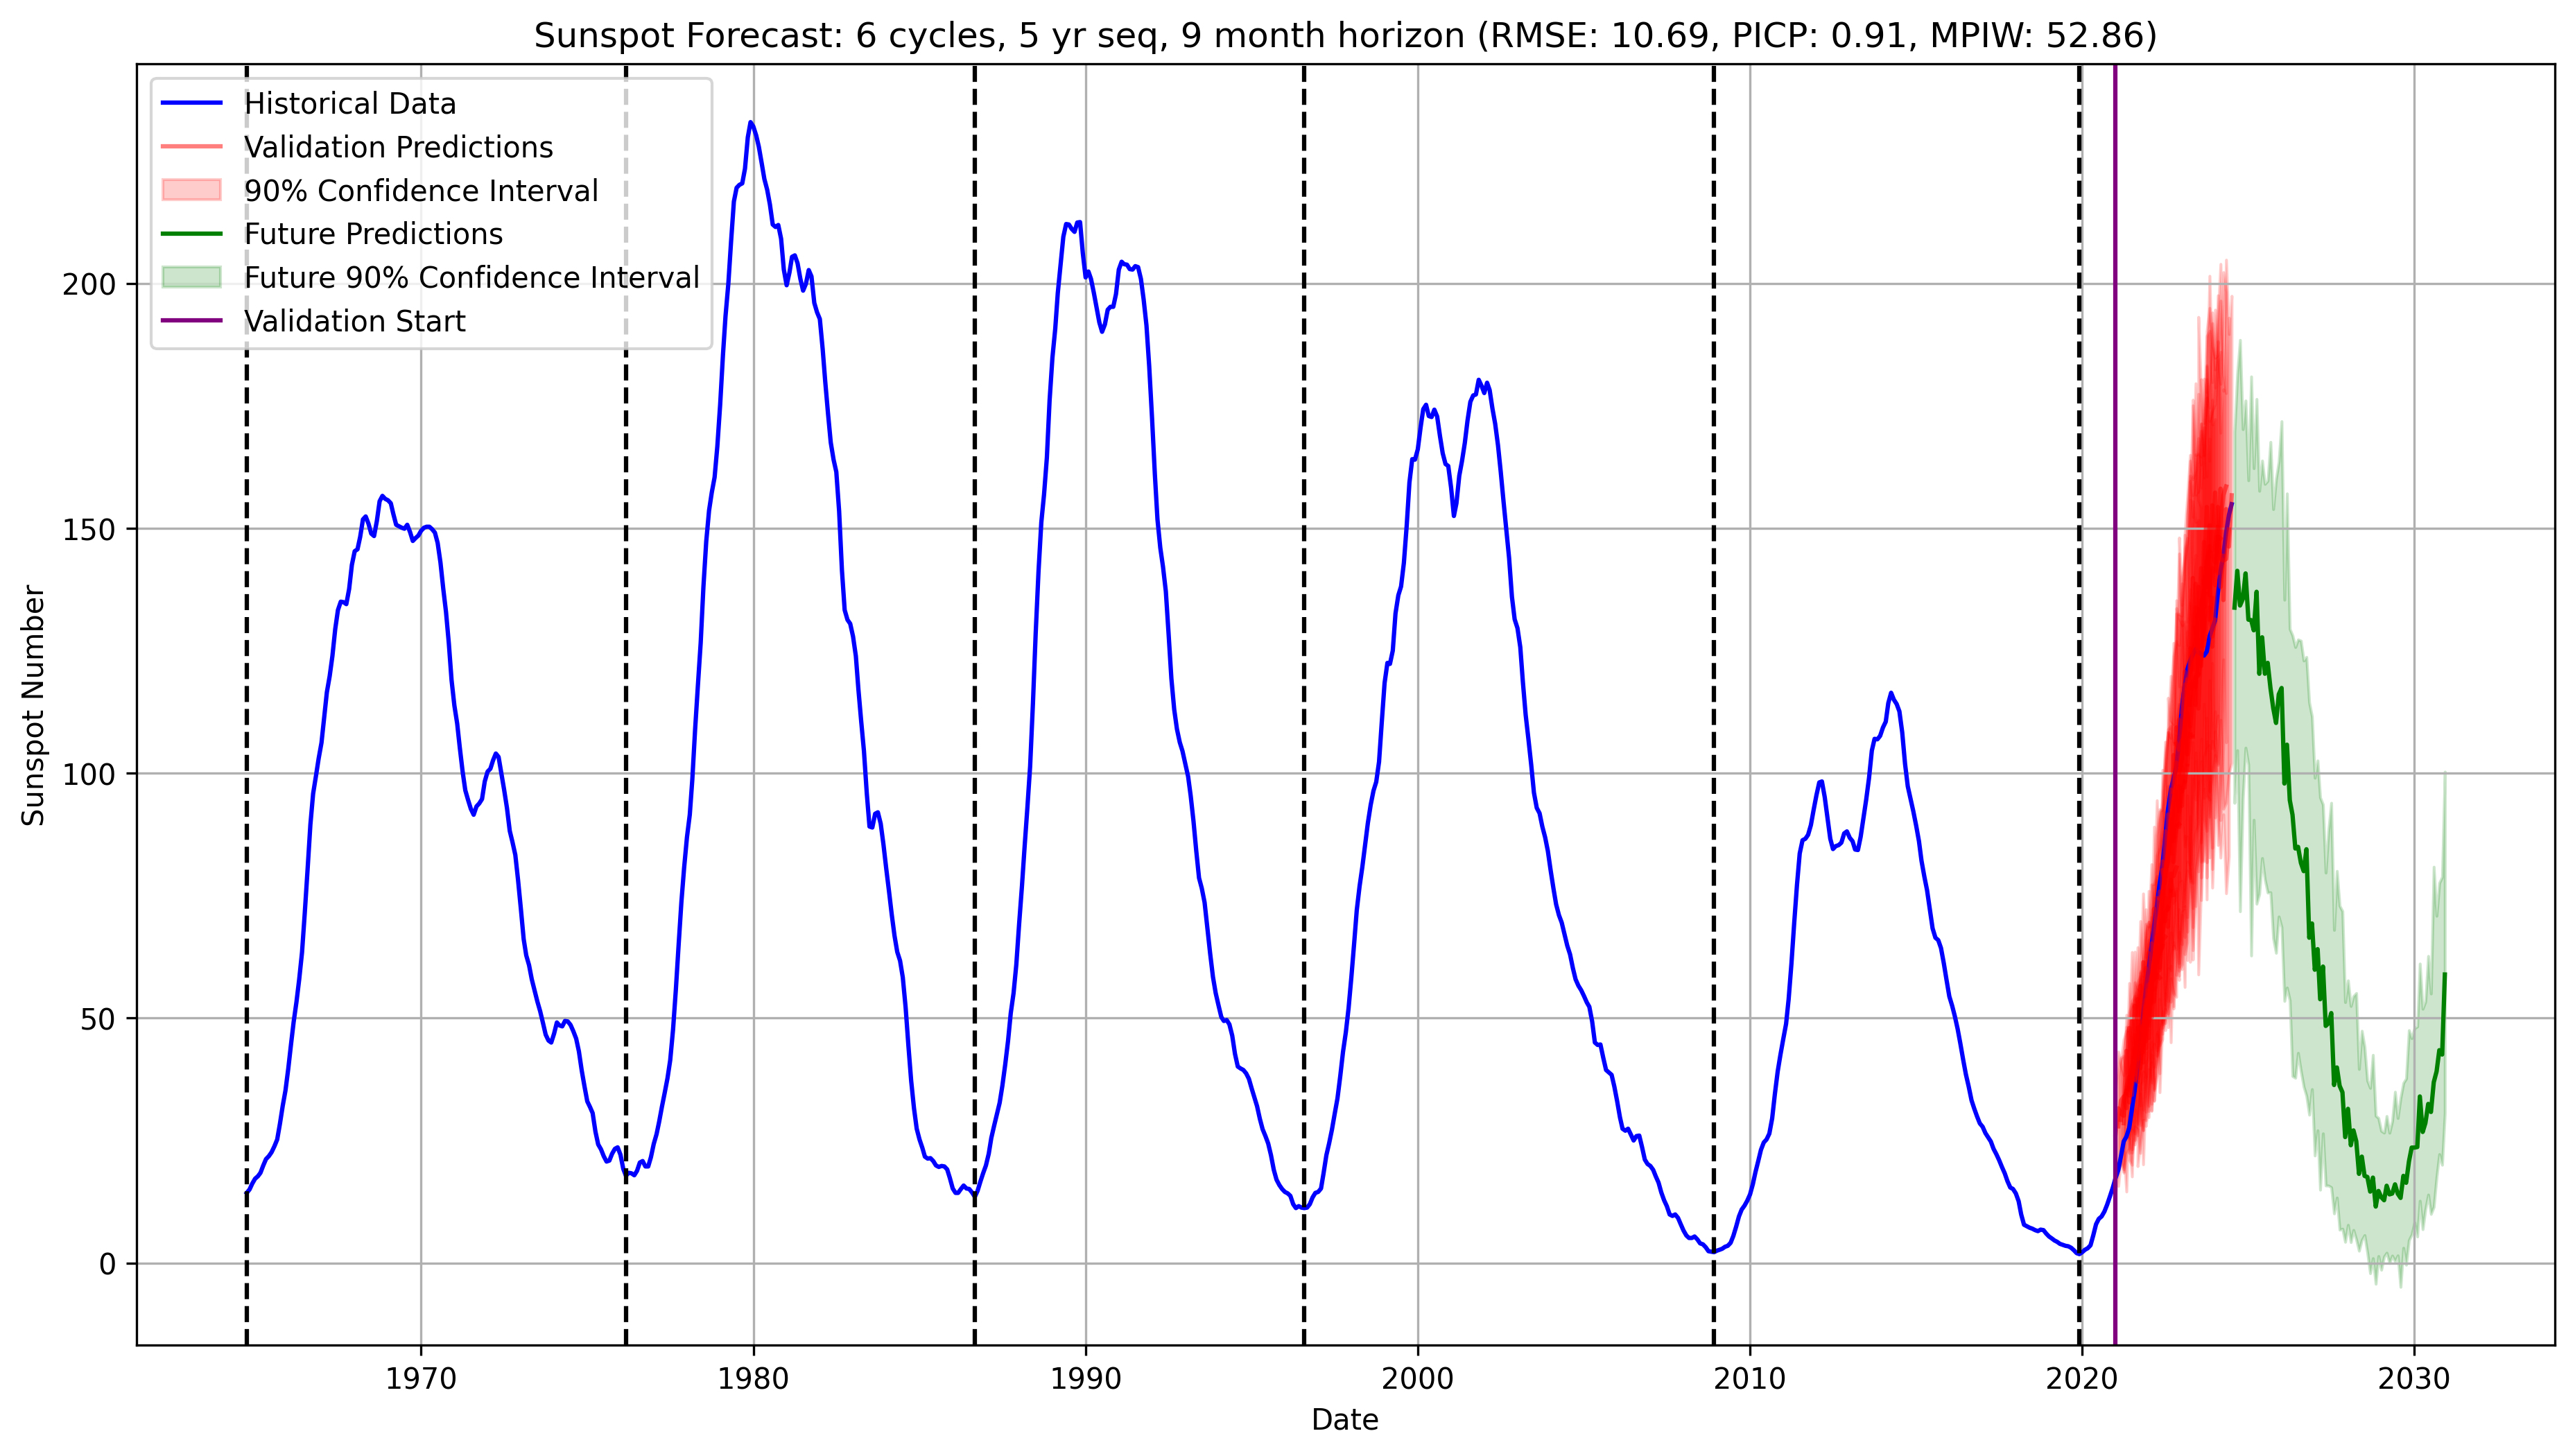 Sunspot Forecast: 6 cycles, 5 yr seq, 9 month horizon (RMSE: 10.69, PICP: 0.91, MPIW: 52.86)
Historical Data
Validation Predictions
90% Confidence Interval
Future Predictions
Future 90% Confidence Interval
Validation Start
Sunspot Number
200
150
100
50
0
1970 1980 1990 2000 2010 2020 2030
Date